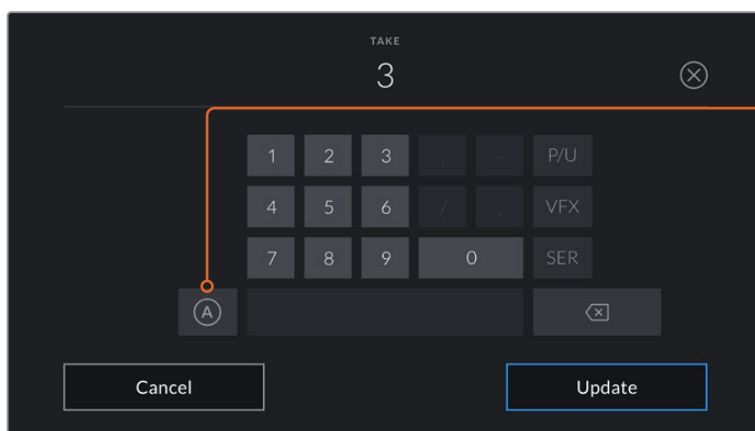 TAKE
3
1 2 3 . - P/U
4 5 6 / , VFX
7 8 9 0 SER
A
Cancel Update